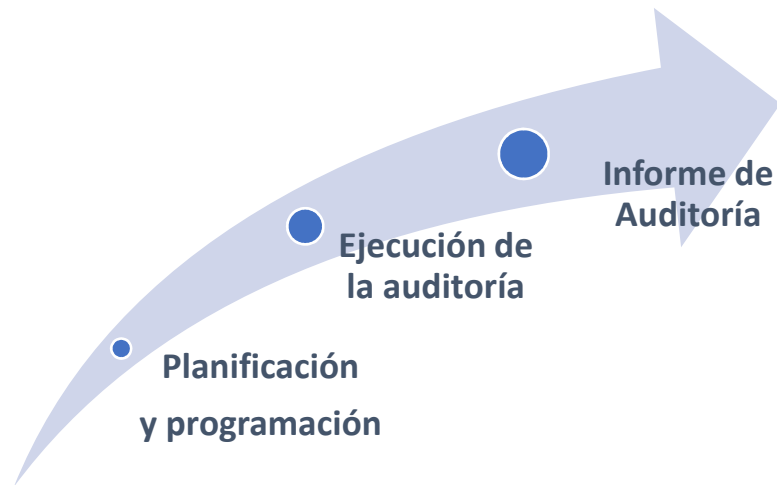 Informe de
Auditoría
Ejecución de
la auditoría
Planificación
y programación